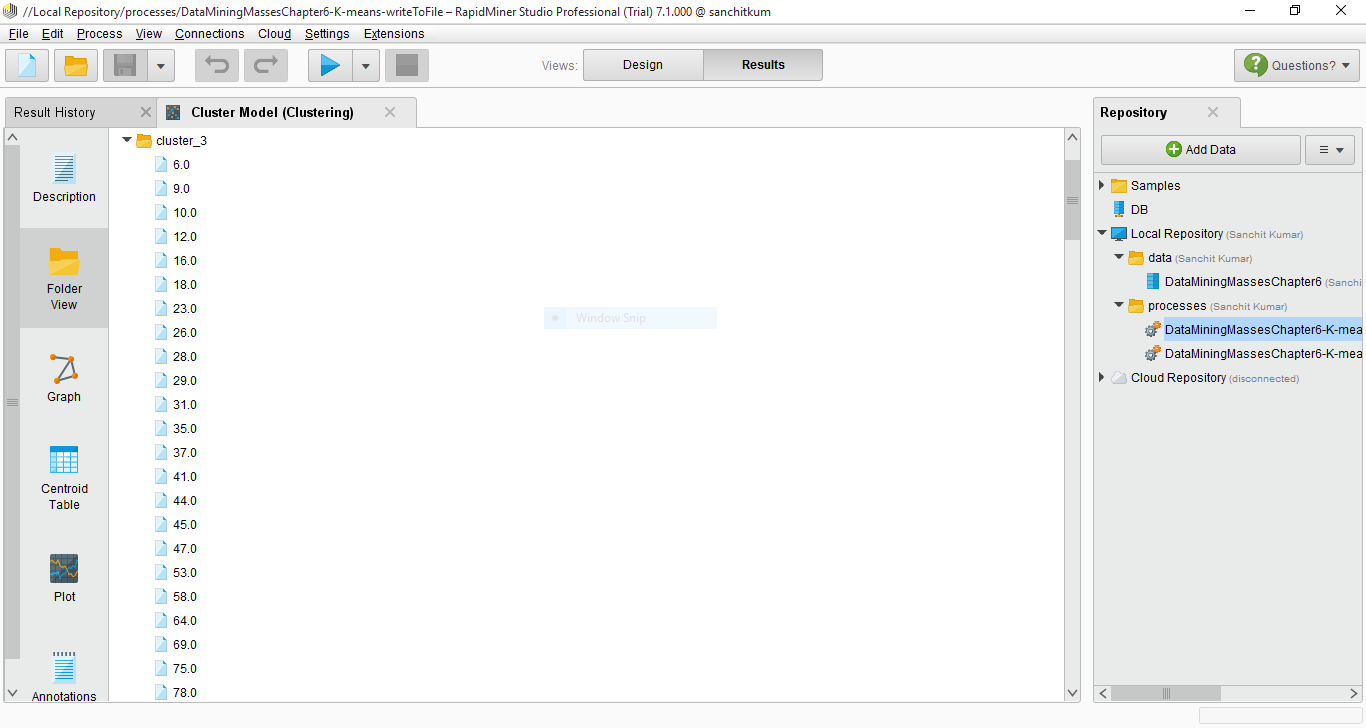 //Local Repository/processes/DataMiningMassesChapter6-K-means-writeToFile – RapidMiner Studio Professional (Trial) 7.1.000 @ sanchitkum
File Edit Process View Connections Cloud Settings Extensions
Views: Design Results
Questions?
Result History
Cluster Model (Clustering)
Description
Folder
View
Graph
Centroid
Table
Plot
Annotations
cluster_3
6.0
9.0
10.0
12.0
16.0
18.0
23.0
26.0
28.0
29.0
31.0
35.0
37.0
41.0
44.0
45.0
47.0
53.0
58.0
64.0
69.0
75.0
78.0
Window Snip
Repository
Add Data
Samples
DB
Local Repository (Sanchit Kumar)
data (Sanchit Kumar)
DataMiningMassesChapter6 (Sanchi
processes (Sanchit Kumar)
DataMiningMassesChapter6-K-mea
DataMiningMassesChapter6-K-mea
Cloud Repository (disconnected)